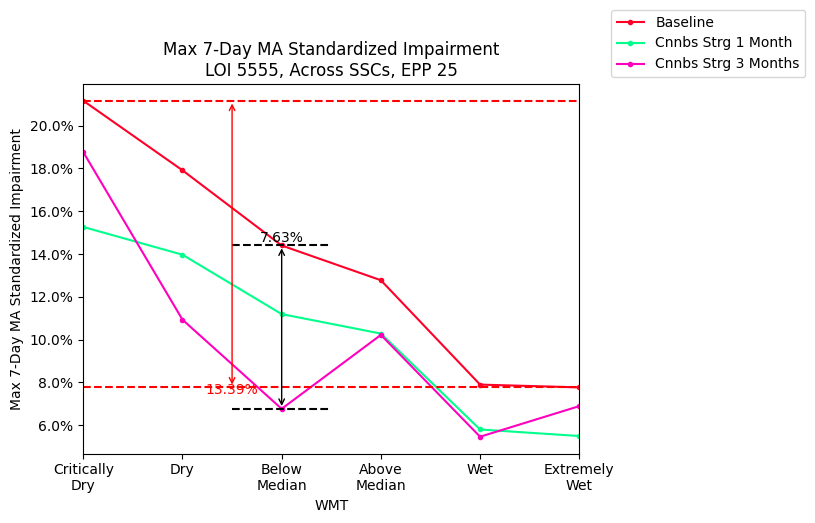 Baseline
Cnnbs Strg 1 Month
Cnnbs Strg 3 Months
Max 7-Day MA Standardized Impairment
LOI 5555, Across SSCs, EPP 25
Max 7-Day MA Standardized Impairment
20.0%
18.0%
16.0%
14.0%
12.0%
10.0%
8.0%
6.0%
7.63%
13.39%
Critically
Dry
Dry
Below
Median
Above
Median
Wet
Extremely
Wet
WMT